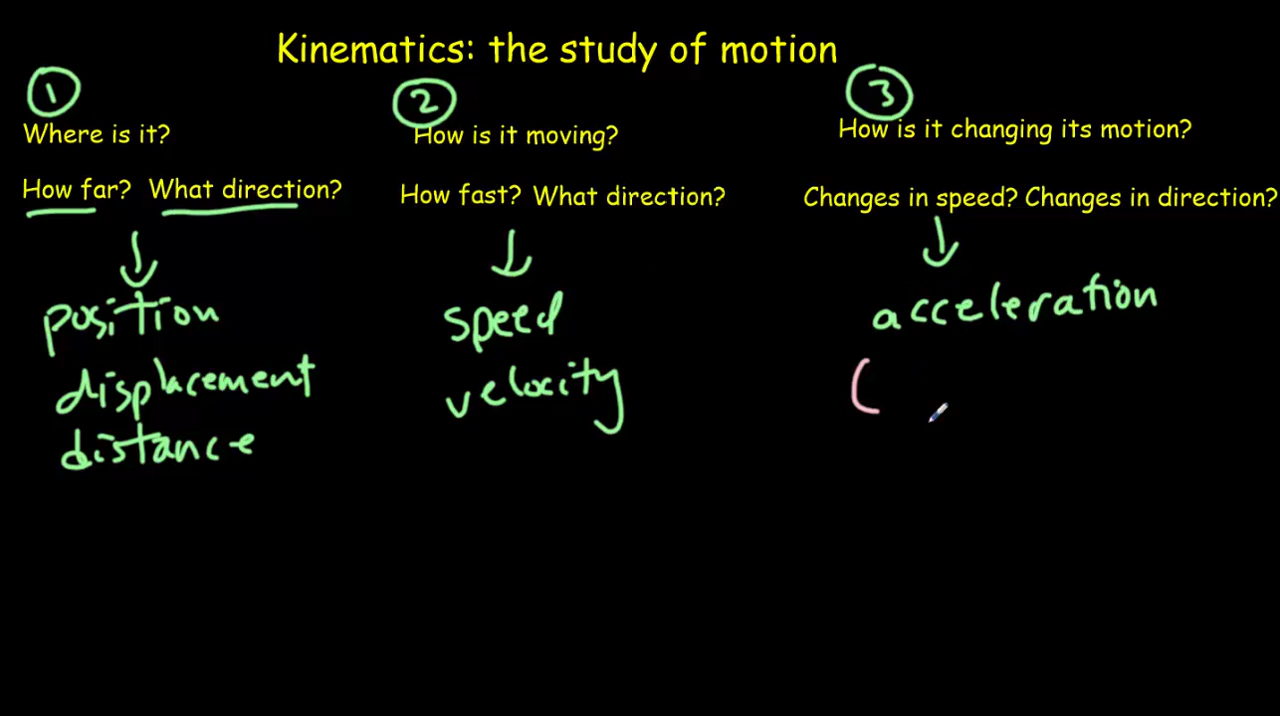 Kinematics: the study of motion
1
Where is it?
How far? What direction?
position
displacement
distance
2
How is it moving?
How fast? What direction?
speed
velocity
3
How is it changing its motion?
Changes in speed? Changes in direction?
acceleration
(